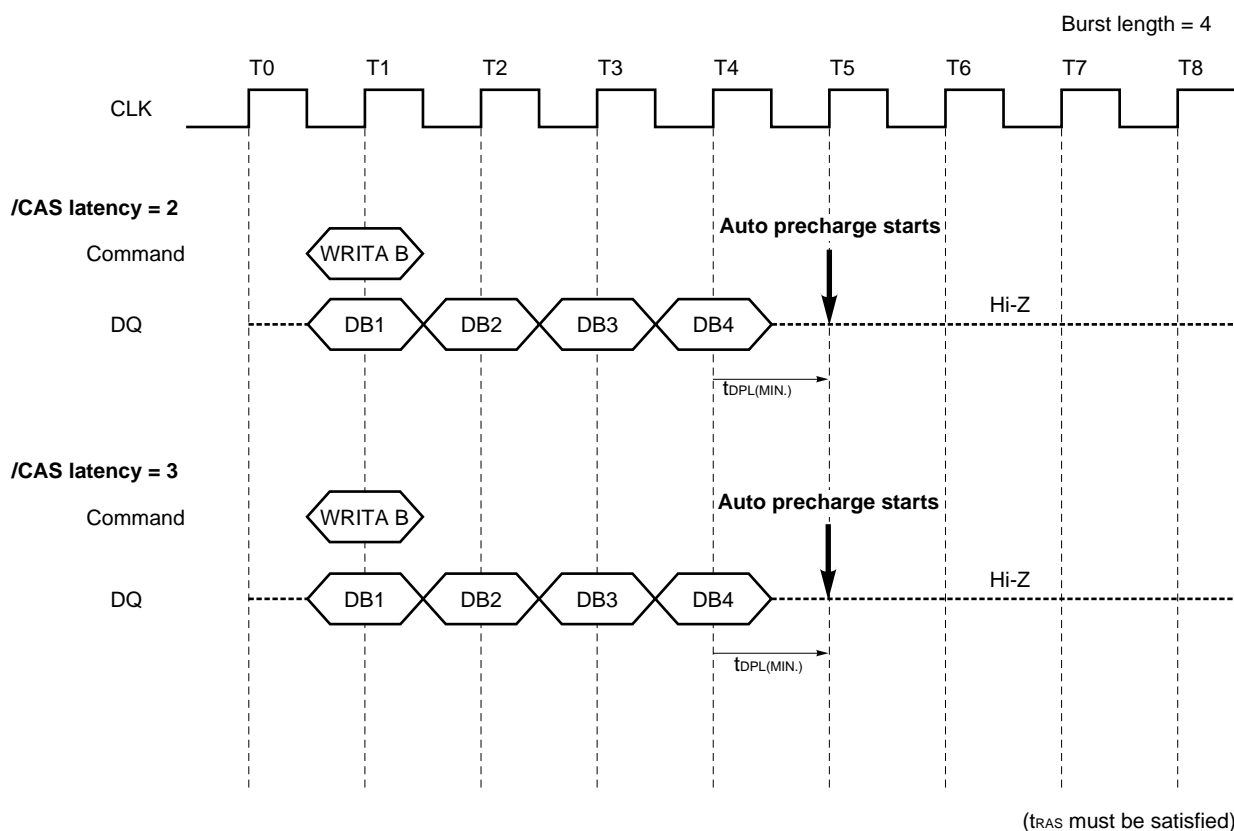 Burst length = 4
T0 T1 T2 T3 T4 T5 T6 T7 T8
CLK
/CAS latency = 2
Auto precharge starts
Command WRITA B
DQ DB1 DB2 DB3 DB4 Hi-Z
tDPL(MIN.)
/CAS latency = 3
Auto precharge starts
Command WRITA B
DQ DB1 DB2 DB3 DB4 Hi-Z
tDPL(MIN.)
(tRAS must be satisfied)